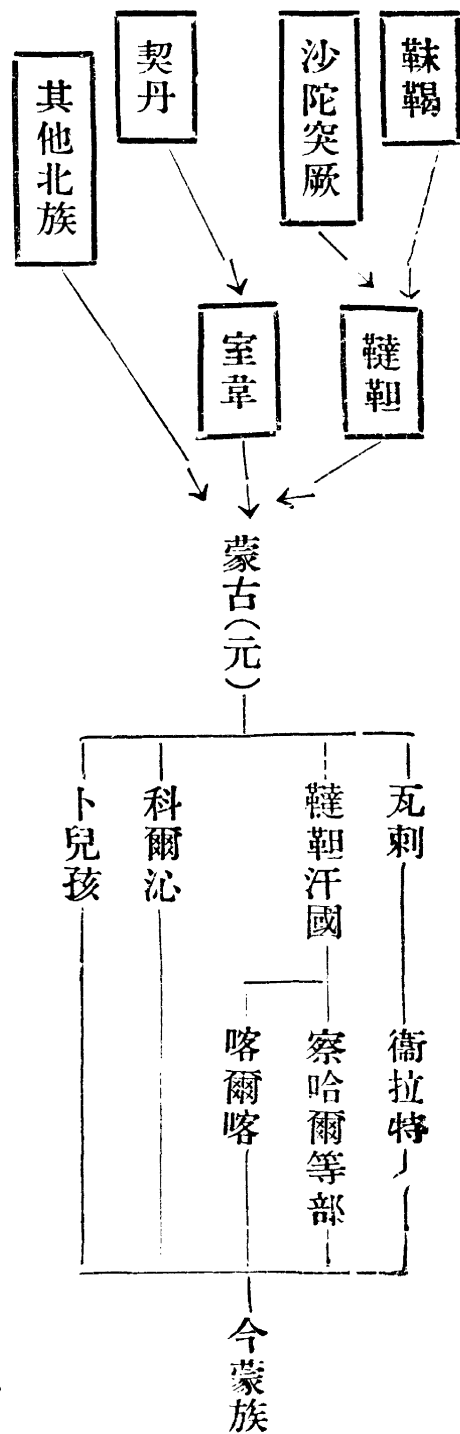 靺鞨
沙陀突厥
契丹
其他北族
韃靼
室韋
蒙古(元)
瓦剌
韃靼汗國
科爾沁
卜兒孩
衞拉特
察哈爾等部
喀爾喀
今蒙族